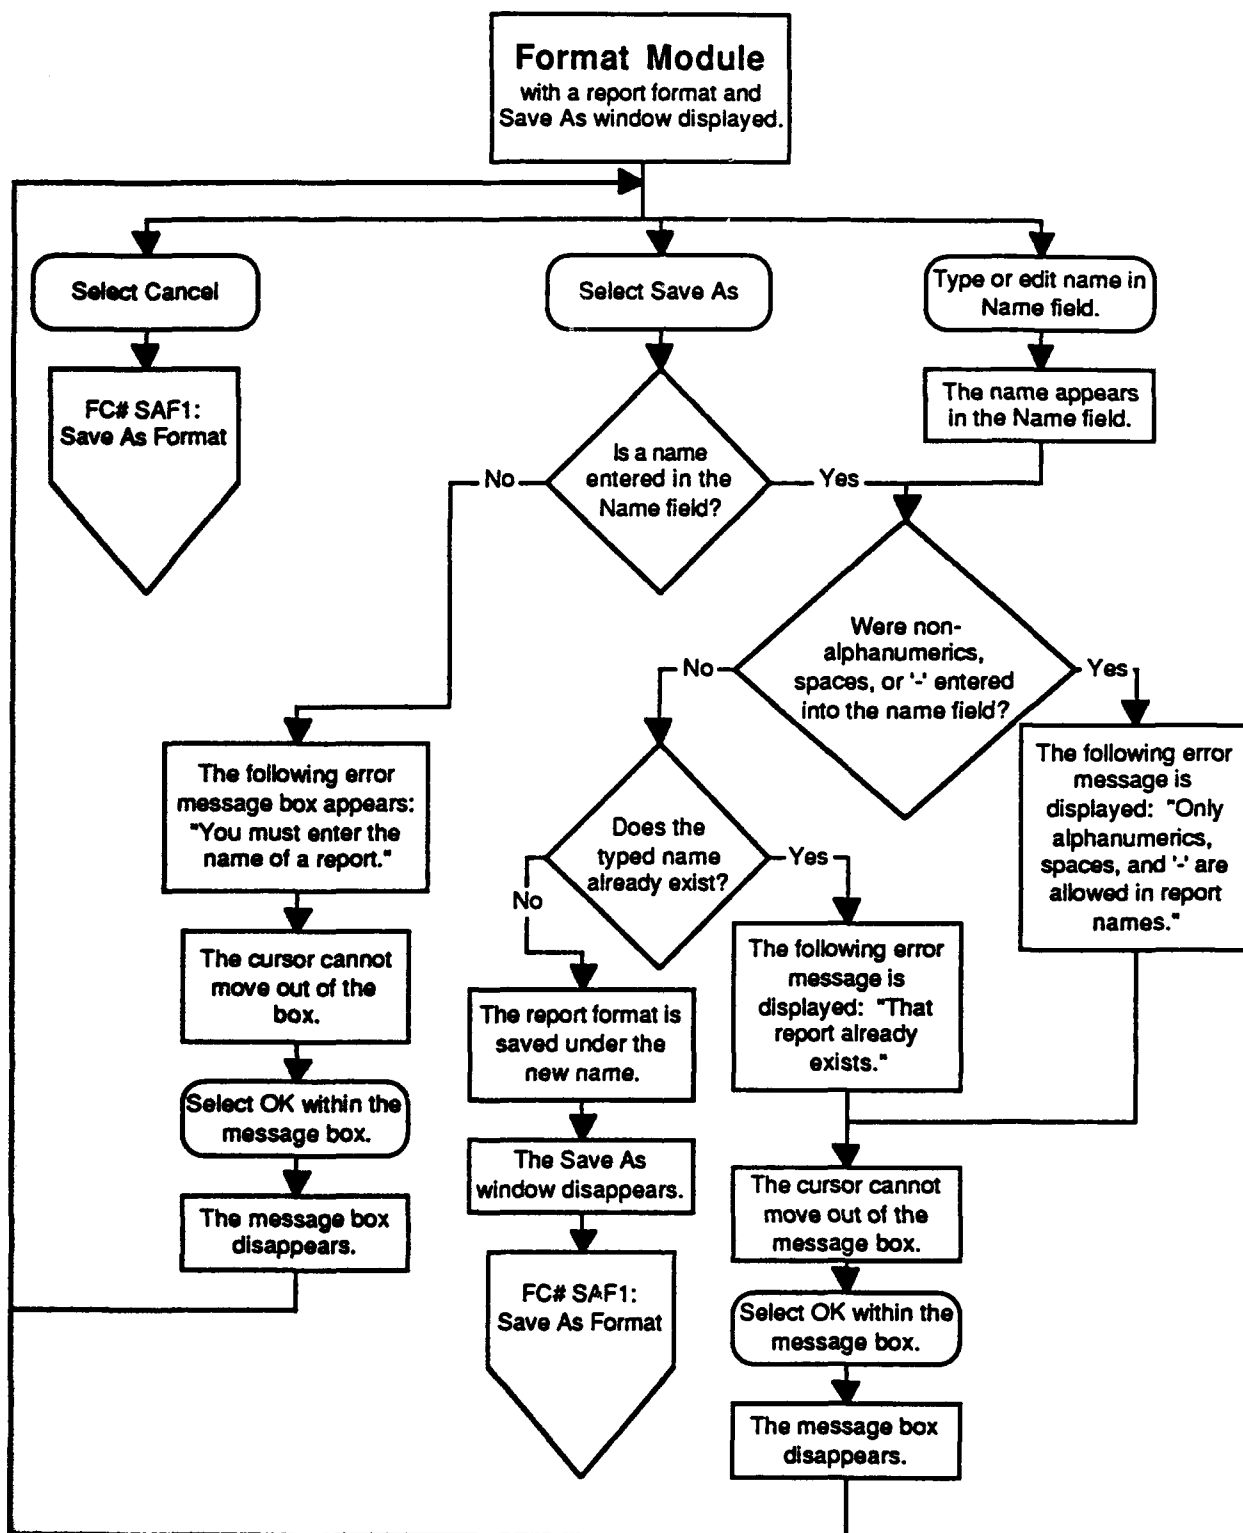 Format Module
with a report format and
Save As window displayed.
Select Cancel
Select Save As
Type or edit name in
Name field.
FC# SAF1:
Save As Format
The name appears
in the Name field.
Is a name
entered in the
Name field?
No
Yes
Were non-
alphanumerics,
spaces, or '-' entered
into the name field?
No
Yes
The following error
message box appears:
"You must enter the
name of a report."
Does the
typed name
already exist?
No
Yes
The following error
message is
displayed: "Only
alphanumerics,
spaces, and '-' are
allowed in report
names."
The cursor cannot
move out of the
box.
The report format is
saved under the
new name.
The following error
message is
displayed: "That
report already
exists."
Select OK within the
message box.
The Save As
window disappears.
The cursor cannot
move out of the
message box.
The message box
disappears.
FC# SAF1:
Save As Format
Select OK within the
message box.
The message box
disappears.